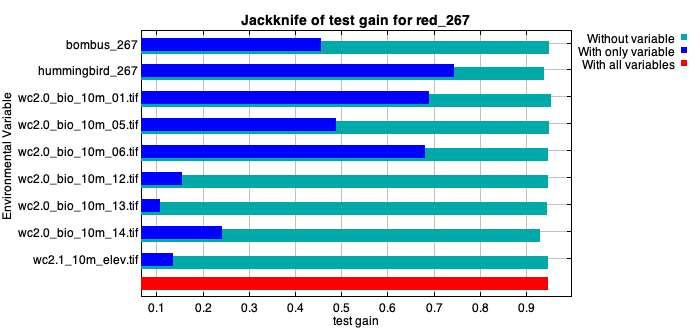 Jackknife of test gain for red_267
Without variable
With only variable
With all variables
Environmental Variable
bombus_267
hummingbird_267
wc2.0_bio_10m_01.tif
wc2.0_bio_10m_05.tif
wc2.0_bio_10m_06.tif
wc2.0_bio_10m_12.tif
wc2.0_bio_10m_13.tif
wc2.0_bio_10m_14.tif
wc2.1_10m_elev.tif
0.1 0.2 0.3 0.4 0.5 0.6 0.7 0.8 0.9
test gain